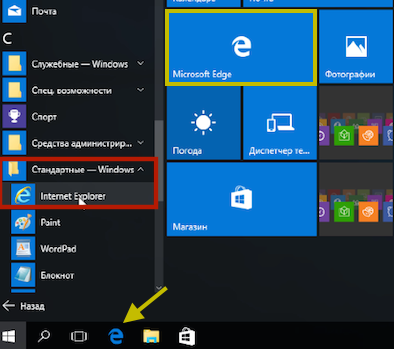 Почта
С
Служебные — Windows
Спец. возможности
Спорт
Средства администрир...
Стандартные — Windows
Internet Explorer
Paint
WordPad
Блокнот
Назад
Microsoft Edge
Фотографии
Погода
Диспетчер те...
Магазин